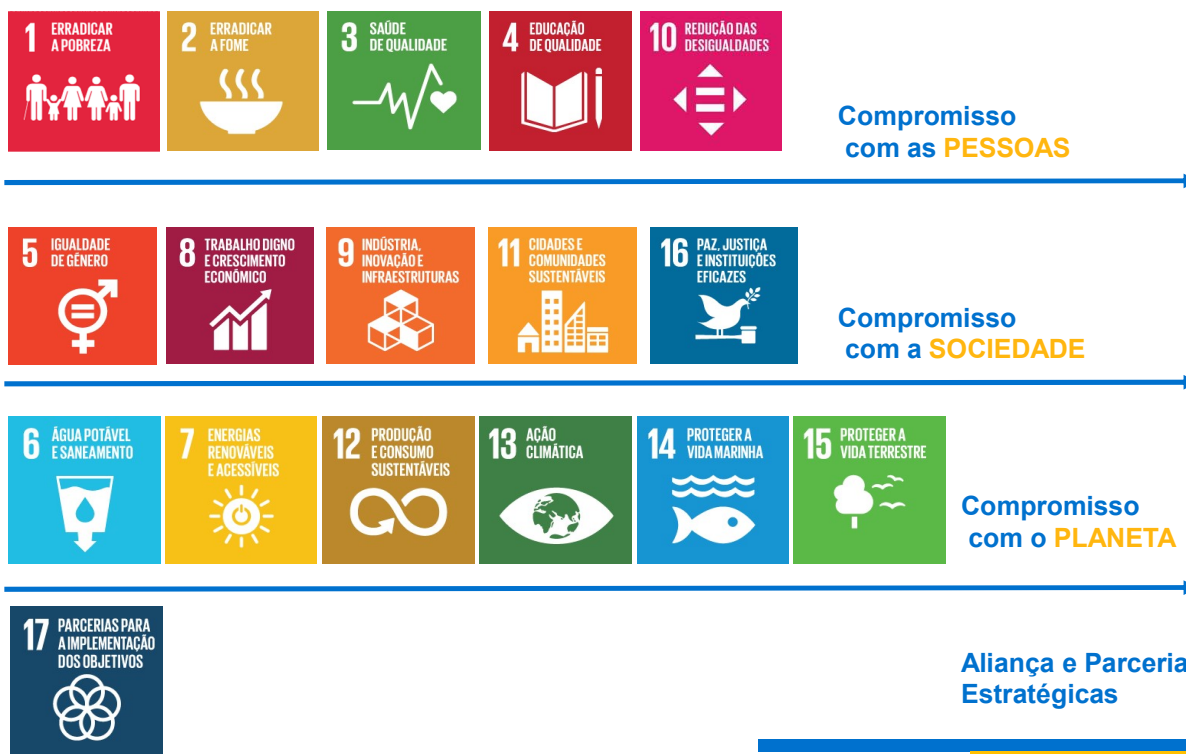 1 ERRADICAR
A POBREZA
2 ERRADICAR
A FOME
3 SAÚDE
DE QUALIDADE
4 EDUCAÇÃO
DE QUALIDADE
10 REDUÇÃO DAS
DESIGUALDADES
Compromisso
com as PESSOAS
5 IGUALDADE
DE GÉNERO
8 TRABALHO DIGNO
E CRESCIMENTO
ECONÓMICO
9 INDÚSTRIA,
INOVAÇÃO E
INFRAESTRUTURAS
11 CIDADES E
COMUNIDADES
SUSTENTÁVEIS
16 PAZ, JUSTIÇA
E INSTITUIÇÕES
EFICAZES
Compromisso
com a SOCIEDADE
6 ÁGUA POTÁVEL
E SANEAMENTO
7 ENERGIAS
RENOVÁVEIS
E ACESSÍVEIS
12 PRODUÇÃO
E CONSUMO
SUSTENTÁVEIS
13 AÇÃO
CLIMÁTICA
14 PROTEGER A
VIDA MARINHA
15 PROTEGER A
VIDA TERRESTRE
Compromisso
com o PLANETA
17 PARCERIAS PARA
A IMPLEMENTAÇÃO
DOS OBJETIVOS
Aliança e Parceria
Estratégicas